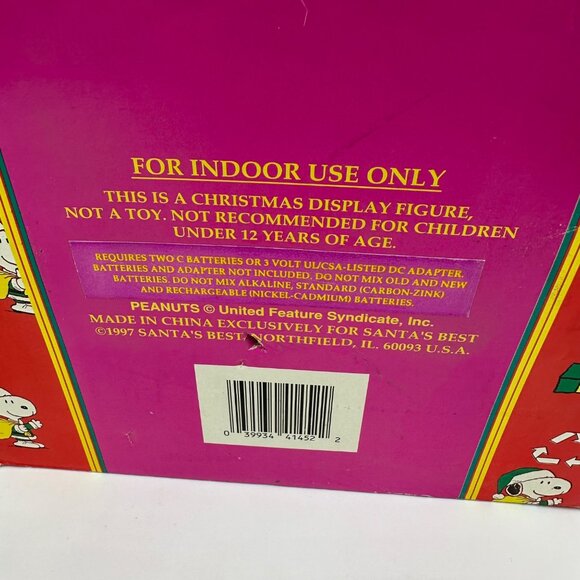 FOR INDOOR USE ONLY
THIS IS A CHRISTMAS DISPLAY FIGURE,
NOT A TOY. NOT RECOMMENDED FOR CHILDREN
UNDER 12 YEARS OF AGE.
REQUIRES TWO C BATTERIES OR 3 VOLT UL/CSA-LISTED DC ADAPTER.
BATTERIES AND ADAPTER NOT INCLUDED. DO NOT MIX OLD AND NEW
BATTERIES. DO NOT MIX ALKALINE, STANDARD (CARBON-ZINK)
AND RECHARGEABLE (NICKEL-CADMIUM) BATTERIES.
PEANUTS © United Feature Syndicate, Inc.
MADE IN CHINA EXCLUSIVELY FOR SANTA'S BEST
©1997 SANTA'S BEST NORTHFIELD, IL. 60093 U.S.A.
0 39934 41452 2